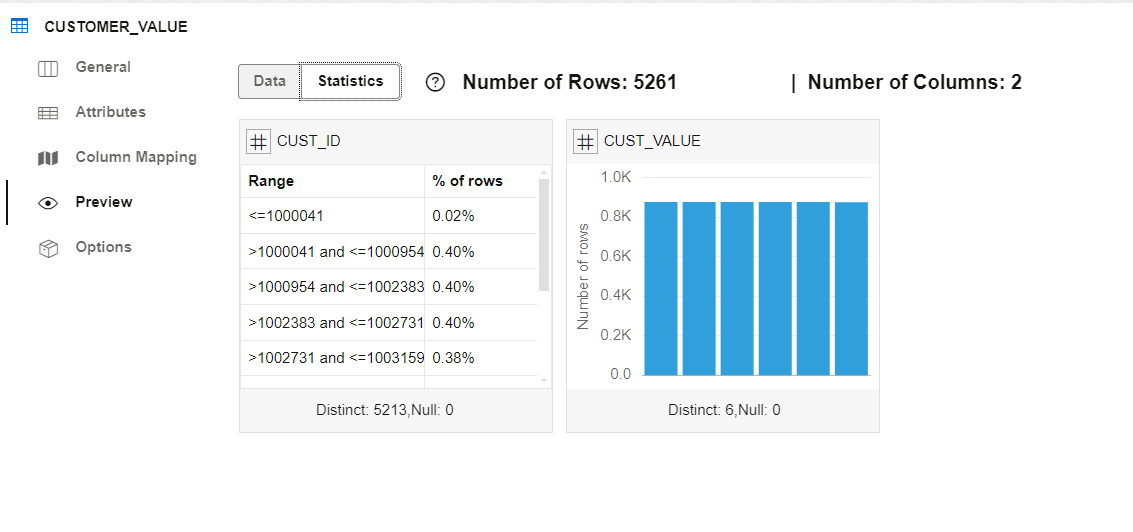 CUSTOMER_VALUE
General
Attributes
Column Mapping
Preview
Options
Data Statistics ? Number of Rows: 5261 | Number of Columns: 2
CUST_ID
Range % of rows
<=1000041 0.02%
>1000041 and <=1000954 0.40%
>1000954 and <=1002383 0.40%
>1002383 and <=1002731 0.40%
>1002731 and <=1003159 0.38%
Distinct: 5213,Null: 0
CUST_VALUE
Number of rows
1.0K
0.8K
0.6K
0.4K
0.2K
0.0
Distinct: 6,Null: 0